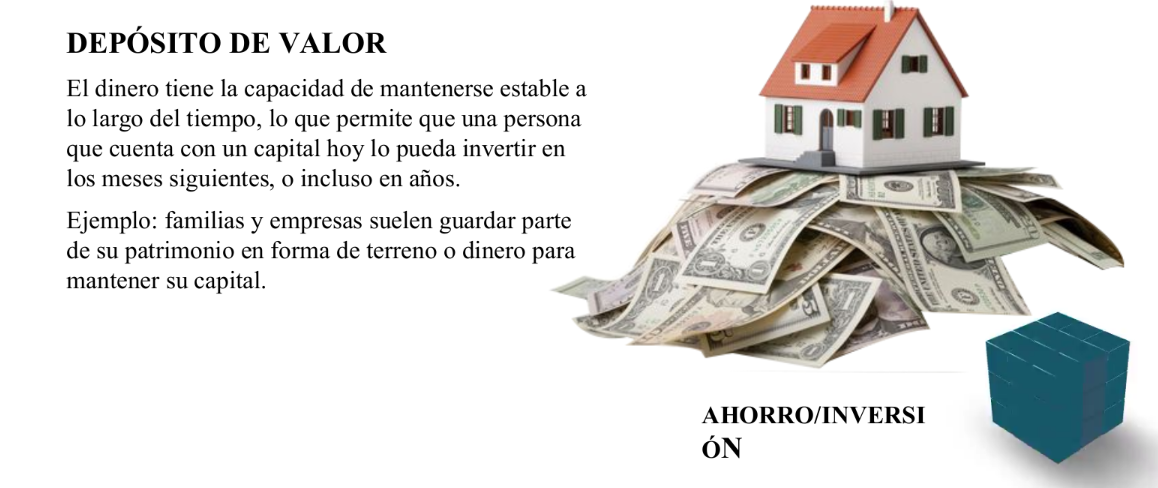 DEPÓSITO DE VALOR
El dinero tiene la capacidad de mantenerse estable a
lo largo del tiempo, lo que permite que una persona
que cuenta con un capital hoy lo pueda invertir en
los meses siguientes, o incluso en años.
Ejemplo: familias y empresas suelen guardar parte
de su patrimonio en forma de terreno o dinero para
mantener su capital.
AHORRO/INVERSI
ÓN